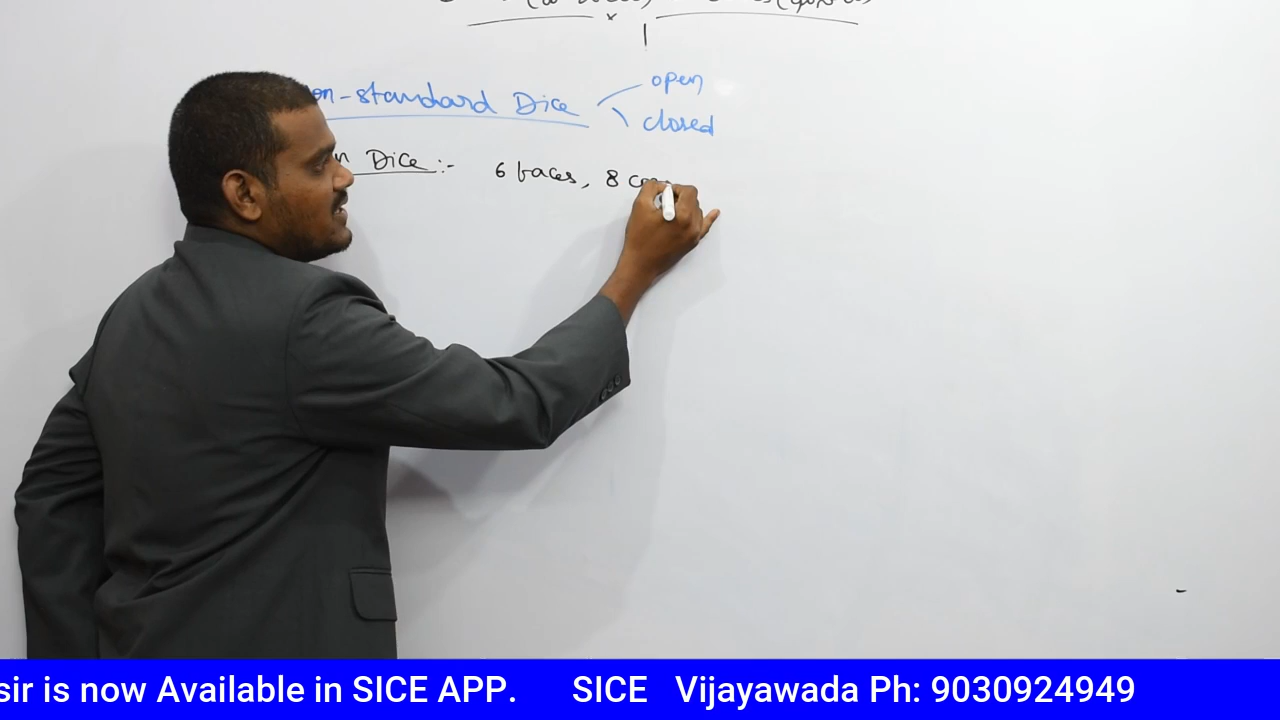 on-standard Dice
open
closed
n Dice :- 6 faces, 8 co
sir is now Available in SICE APP. SICE Vijayawada Ph: 9030924949